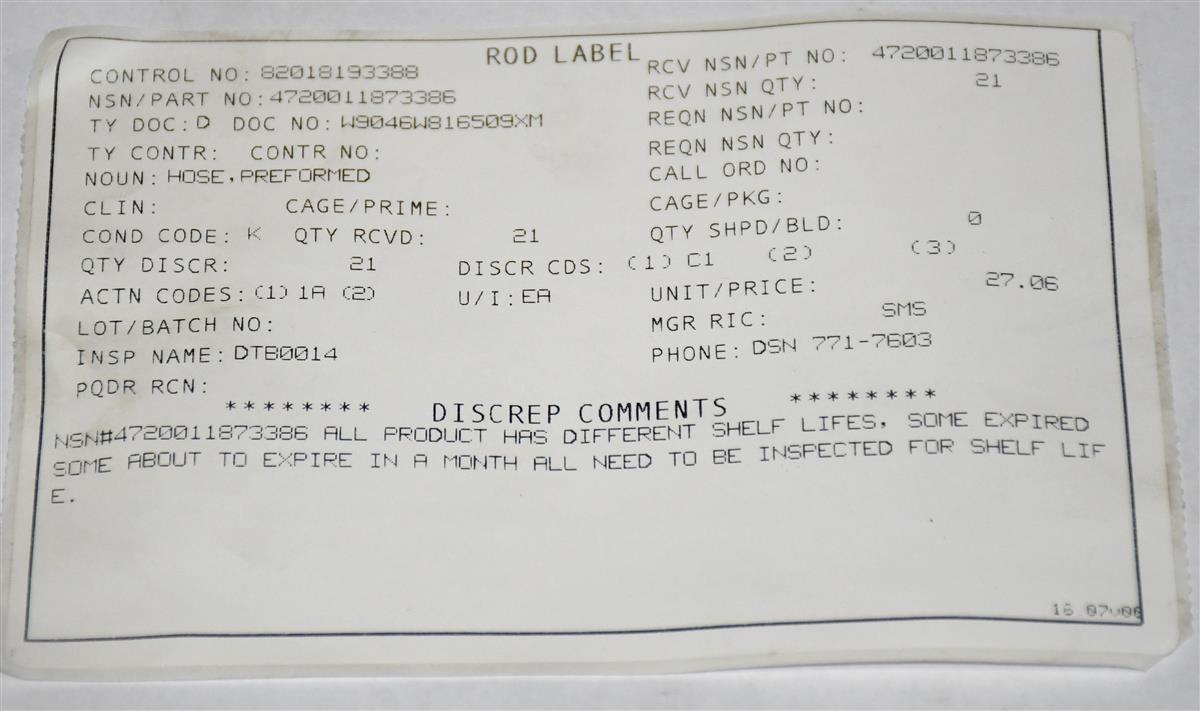 ROD LABEL
CONTROL NO: 82018193388 RCV NSN/PT NO: 4720011873386
NSN/PART NO: 4720011873386 RCV NSN QTY: 21
TY DOC: D DOC NO: W9046W816509XM REQN NSN/PT NO:
TY CONTR: CONTR NO: REQN NSN QTY:
NOUN: HOSE,PREFORMED CALL ORD NO:
CLIN: CAGE/PRIME: CAGE/PKG:
COND CODE: K QTY RCVD: 21 QTY SHPD/BLD: 0
QTY DISCR: 21 DISCR CDS: (1) C1 (2) (3)
ACTN CODES: (1) 1A (2) U/I: EA UNIT/PRICE: 27.06
LOT/BATCH NO: MGR RIC: SMS
INSP NAME: DTB0014 PHONE: DSN 771-7603
PQDR RCN:
******** DISCREP COMMENTS ********
NSN#4720011873386 ALL PRODUCT HAS DIFFERENT SHELF LIFES, SOME EXPIRED
SOME ABOUT TO EXPIRE IN A MONTH ALL NEED TO BE INSPECTED FOR SHELF LIF
E.